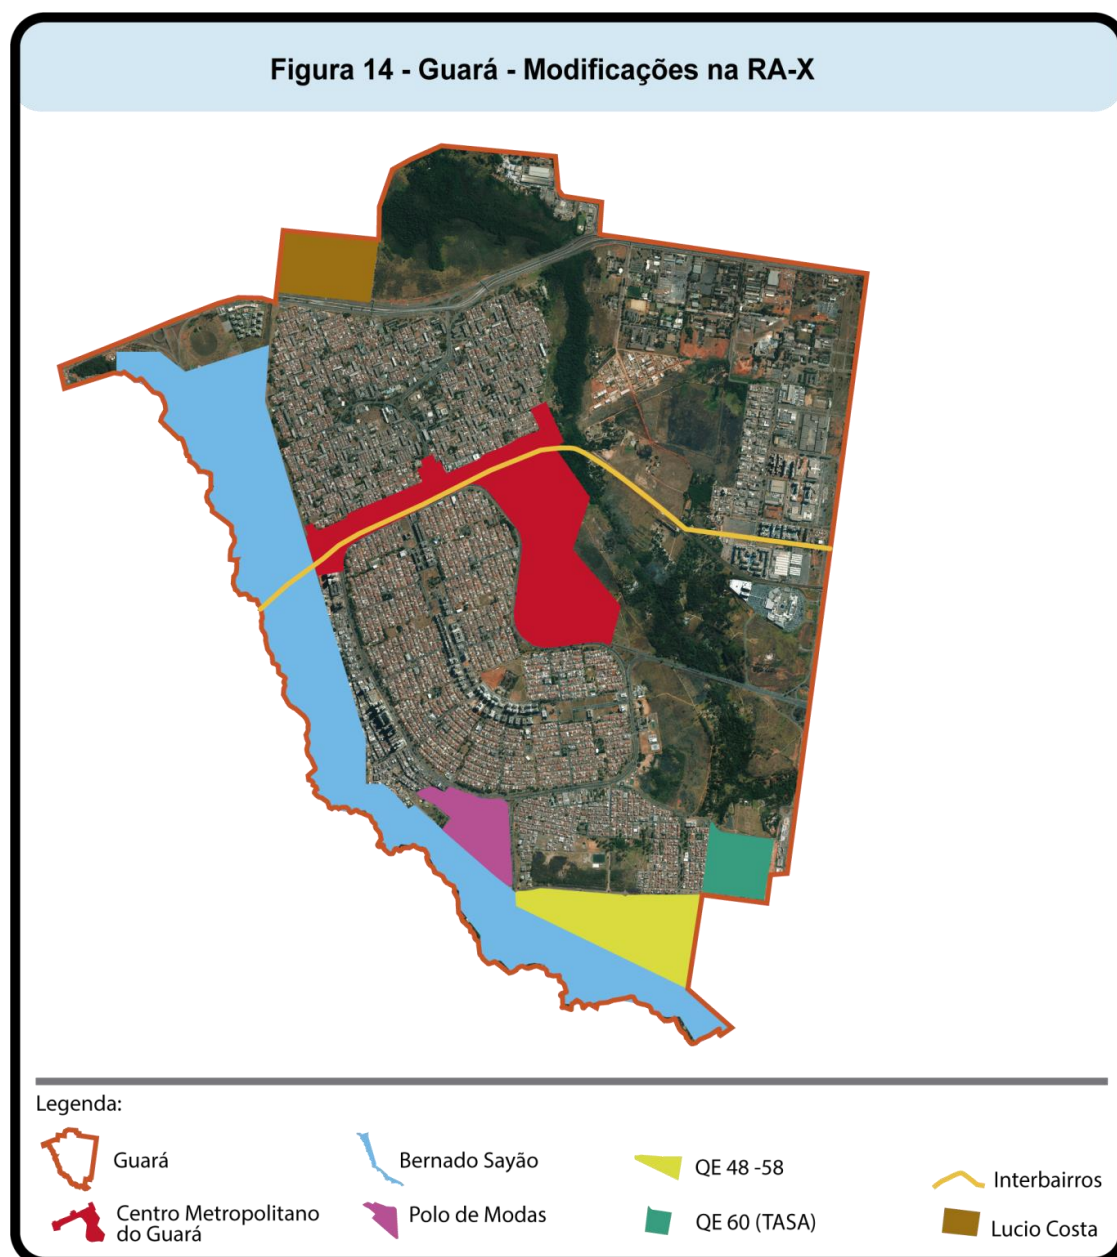 Figura 14 - Guará - Modificações na RA-X
Legenda:
Guará
Bernado Sayão
QE 48 -58
Interbairros
Centro Metropolitano
do Guará
Polo de Modas
QE 60 (TASA)
Lucio Costa